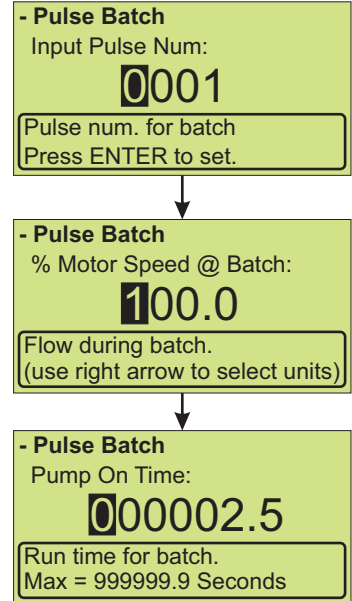 - Pulse Batch
Input Pulse Num:
0001
Pulse num. for batch
Press ENTER to set.
- Pulse Batch
% Motor Speed @ Batch:
100.0
Flow during batch.
(use right arrow to select units)
- Pulse Batch
Pump On Time:
000002.5
Run time for batch.
Max = 999999.9 Seconds